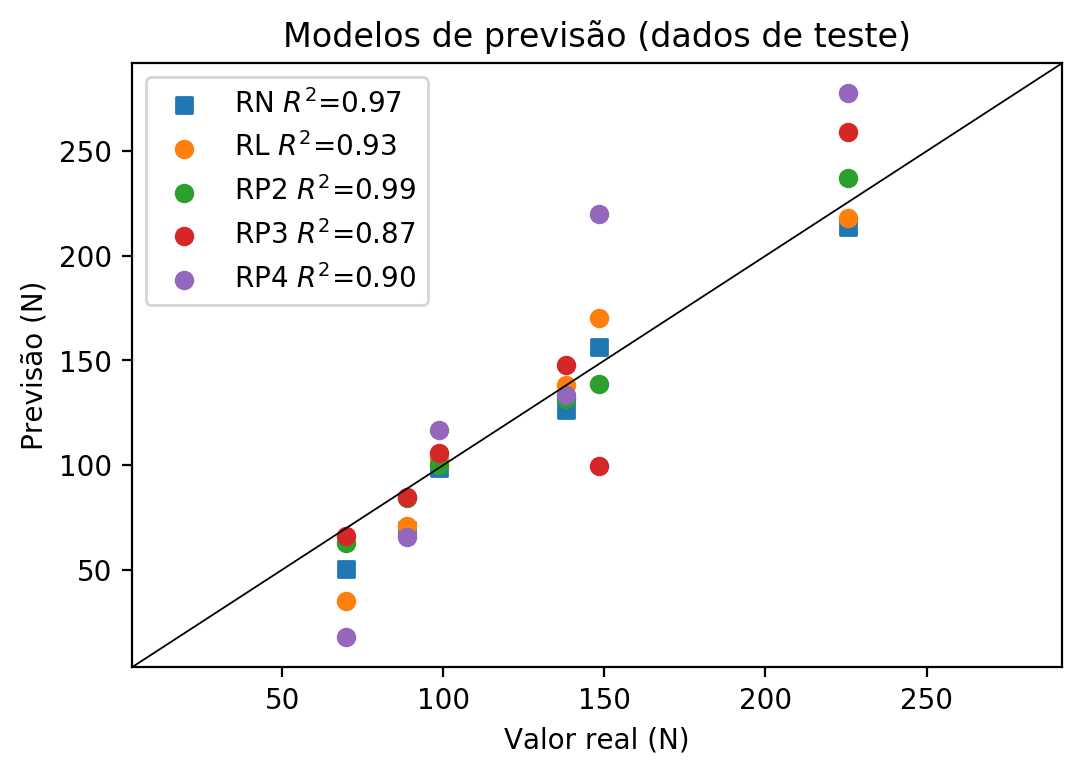 Modelos de previsão (dados de teste)
RN R²=0.97
RL R²=0.93
RP2 R²=0.99
RP3 R²=0.87
RP4 R²=0.90
250
200
150
100
50
Previsão (N)
50 100 150 200 250
Valor real (N)